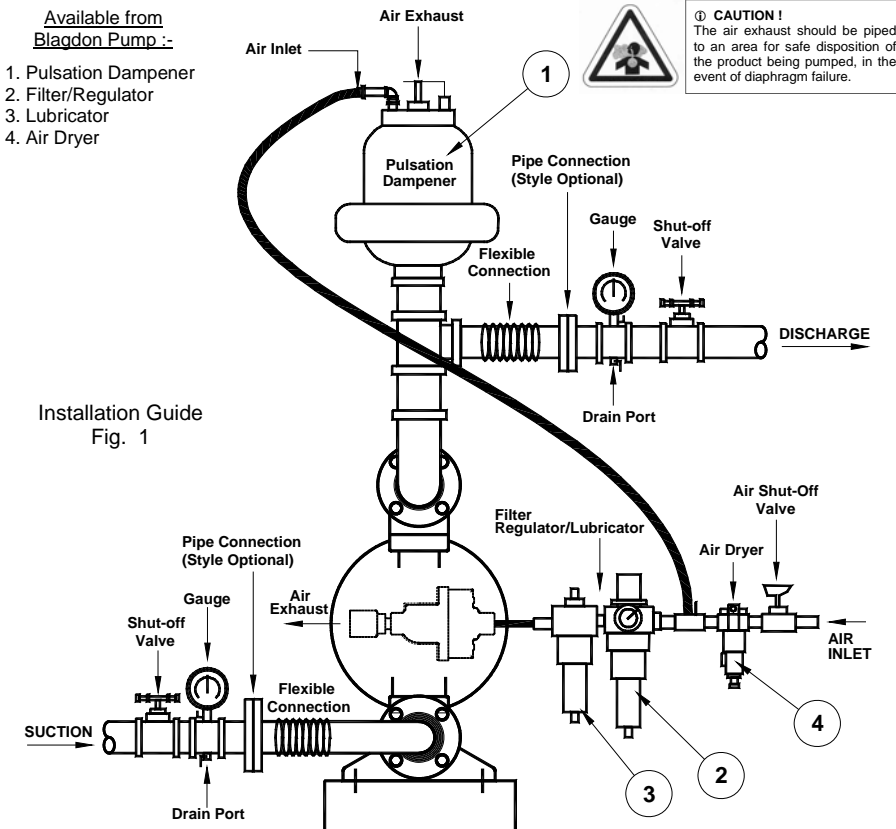 Available from
Blagdon Pump :-
1. Pulsation Dampener
2. Filter/Regulator
3. Lubricator
4. Air Dryer
Air Exhaust
Air Inlet
1
CAUTION !
The air exhaust should be piped
to an area for safe disposition of
the product being pumped, in the
event of diaphragm failure.
Pulsation
Dampener
Pipe Connection
(Style Optional)
Gauge
Shut-off
Valve
Flexible
Connection
DISCHARGE
Drain Port
Installation Guide
Fig. 1
Filter
Regulator/Lubricator
Air Shut-Off
Valve
Air Dryer
AIR
INLET
Pipe Connection
(Style Optional)
Air
Exhaust
Gauge
Shut-off
Valve
Flexible
Connection
SUCTION
Drain Port
4
2
3